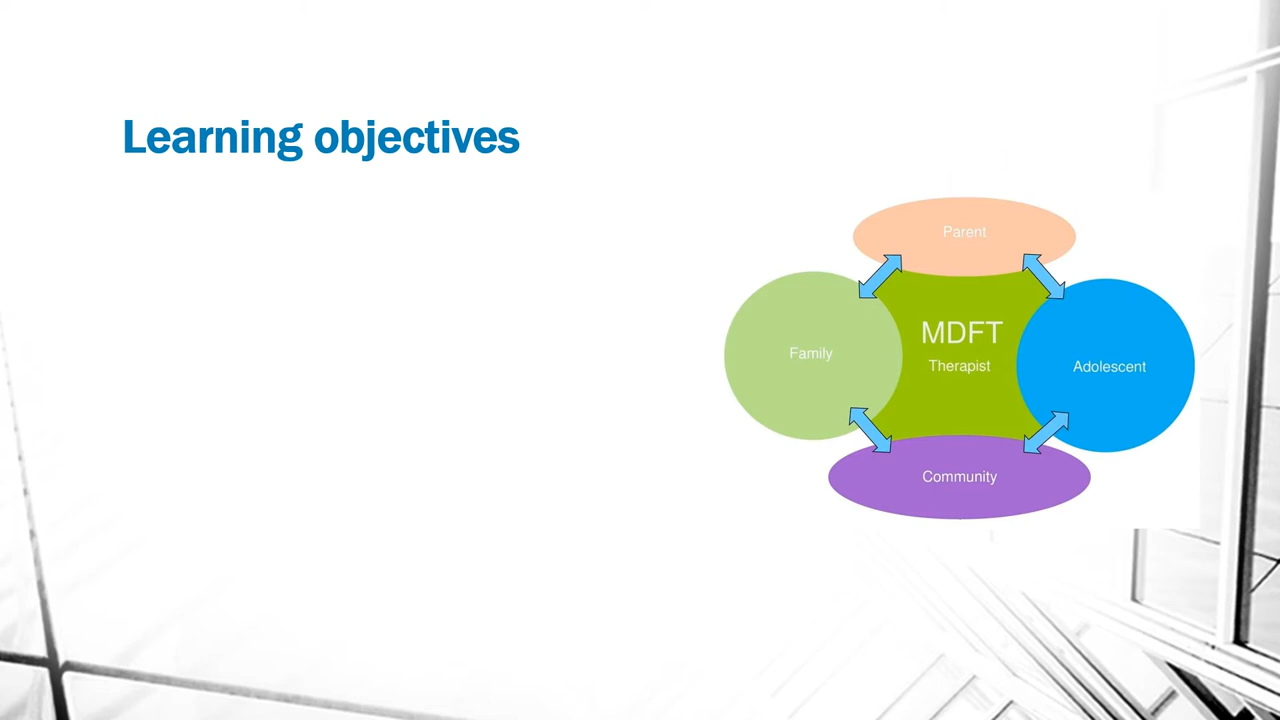 Learning objectives
Parent
MDFT
Therapist
Family
Adolescent
Community